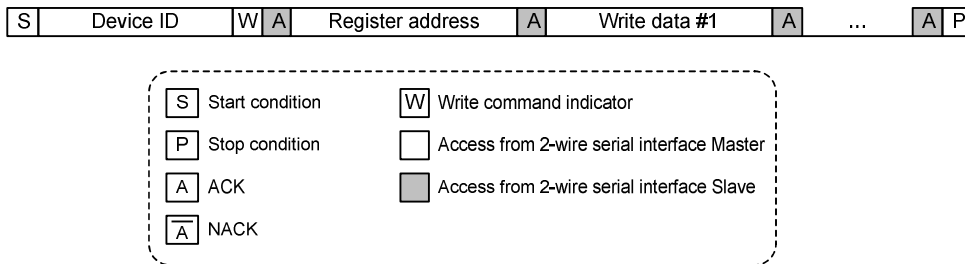 S Device ID W A Register address A Write data #1 A ... A P
S Start condition W Write command indicator
P Stop condition Access from 2-wire serial interface Master
A ACK Access from 2-wire serial interface Slave
A̅ NACK